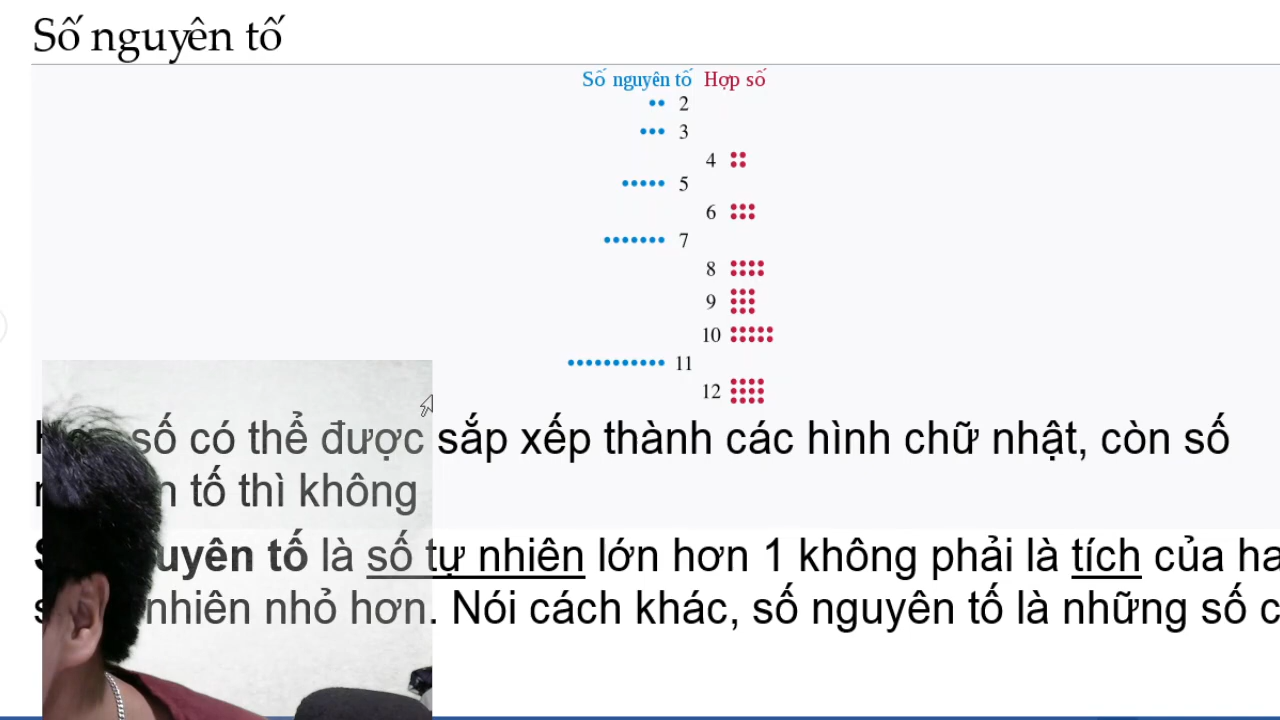 Số nguyên tố
Số nguyên tố Hợp số
2
3
4
5
6
7
8
9
10
11
12
số có thể được sắp xếp thành các hình chữ nhật, còn số
tố thì không
là số tự nhiên lớn hơn 1 không phải là tích của
nhiên nhỏ hơn. Nói cách khác, số nguyên tố là những số